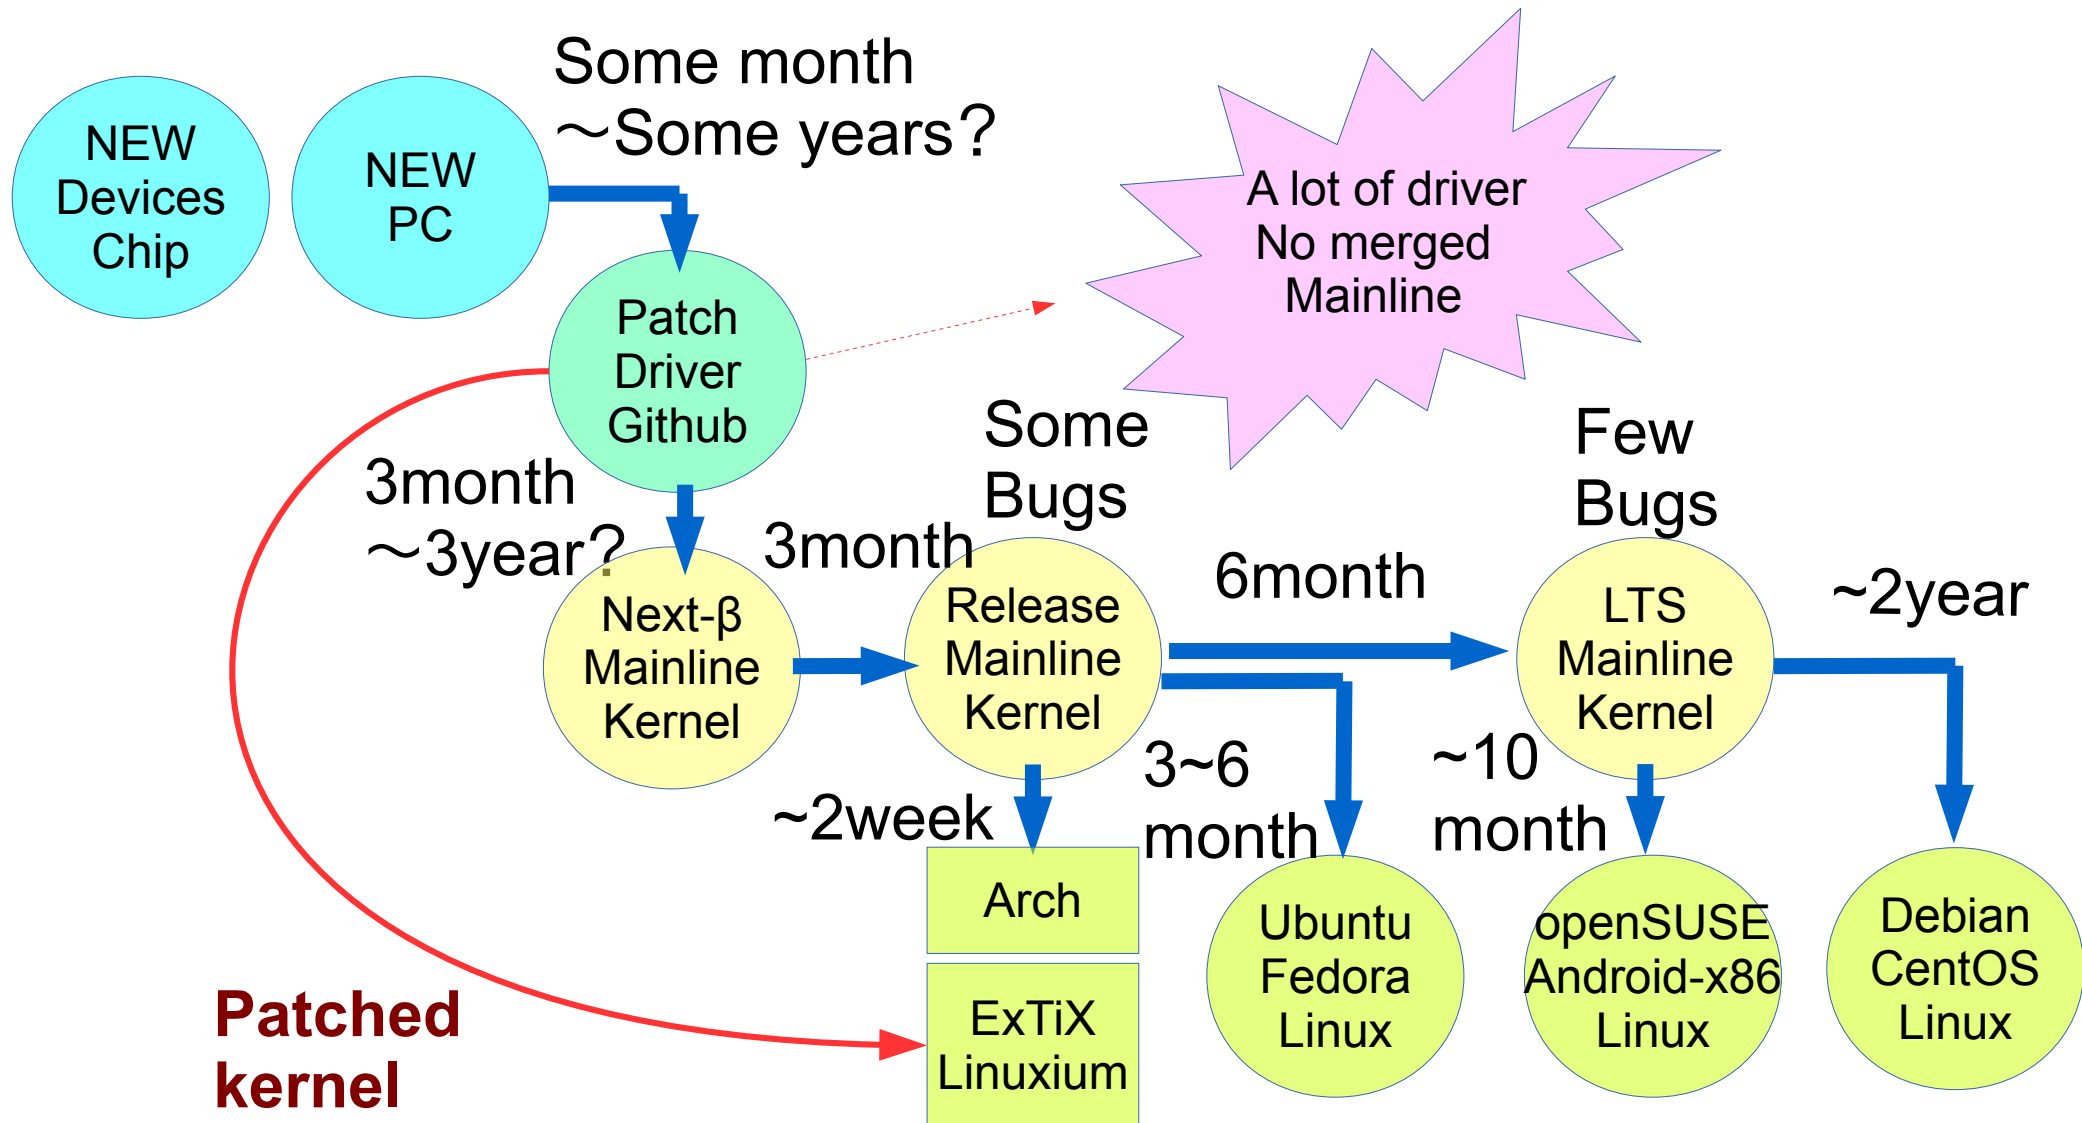 NEW
Devices
Chip
NEW
PC
Some month
～Some years？
A lot of driver
No merged
Mainline
Patch
Driver
Github
3month
～3year？
3month
Some
Bugs
Few
Bugs
6month
~2year
Next-β
Mainline
Kernel
Release
Mainline
Kernel
LTS
Mainline
Kernel
~2week
3~6
month
~10
month
Arch
ExTiX
Linuxium
Ubuntu
Fedora
Linux
openSUSE
Android-x86
Linux
Debian
CentOS
Linux
Patched
kernel